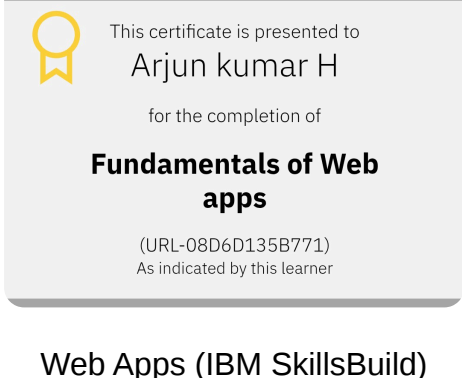 This certificate is presented to
Arjun kumar H
for the completion of
Fundamentals of Web
apps
(URL-08D6D135B771)
As indicated by this learner
Web Apps (IBM SkillsBuild)